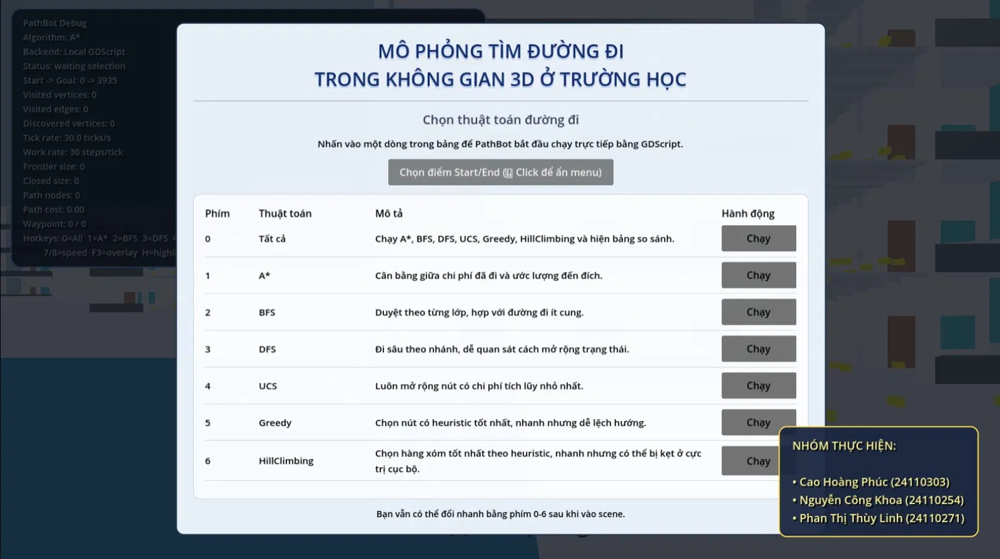 PathBot Debug
Algorithm: A*
Backend: Local GDScript
Status: waiting selection
Start -> Goal: 0 -> 3935
Visited vertices: 0
Visited edges: 0
Discovered vertices: 0
Tick rate: 30.0 ticks/s
Work rate: 30 steps/tick
Frontier size: 0
Closed size: 0
Path nodes: 0
Path cost: 0.00
Waypoint: 0 / 0
Hotkeys: 0=All 1=A* 2=BFS 3=DFS 4
7/8=speed F3=overlay H=highli
MÔ PHỎNG TÌM ĐƯỜNG ĐI
TRONG KHÔNG GIAN 3D Ở TRƯỜNG HỌC
Chọn thuật toán đường đi
Nhấn vào một dòng trong bảng để PathBot bắt đầu chạy trực tiếp bằng GDScript.
Chọn điểm Start/End ( Click để ẩn menu)
Phím Thuật toán Mô tả Hành động
0 Tất cả Chạy A*, BFS, DFS, UCS, Greedy, HillClimbing và hiện bảng so sánh. Chạy
1 A* Cân bằng giữa chi phí đã đi và ước lượng đến đích. Chạy
2 BFS Duyệt theo từng lớp, hợp với đường đi ít cung. Chạy
3 DFS Đi sâu theo nhánh, dễ quan sát cách mở rộng trạng thái. Chạy
4 UCS Luôn mở rộng nút có chi phí tích lũy nhỏ nhất. Chạy
5 Greedy Chọn nút có heuristic tốt nhất, nhanh nhưng dễ lệch hướng. Chạy
6 HillClimbing Chọn hàng xóm tốt nhất theo heuristic, nhanh nhưng có thể bị kẹt ở cực Chạy
trị cục bộ.
Bạn vẫn có thể đổi nhanh bằng phím 0-6 sau khi vào scene.
NHÓM THỰC HIỆN:
• Cao Hoàng Phúc (24110303)
• Nguyễn Công Khoa (24110254)
• Phan Thị Thùy Linh (24110271)